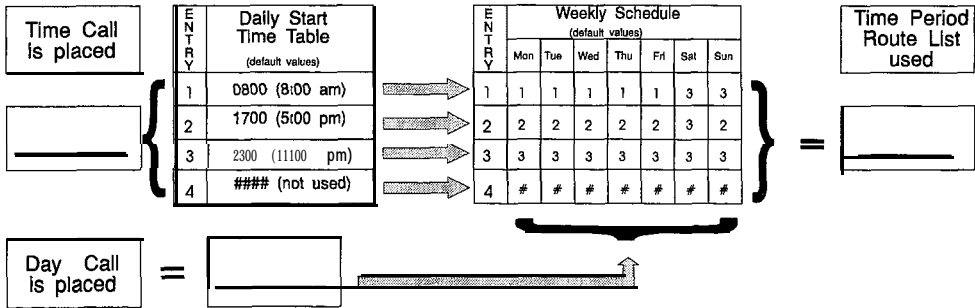 Time Call
is placed
Daily Start
Time Table
(default values)
ENTRY
1 0800 (8:00 am)
2 1700 (5:00 pm)
3 2300 (11100 pm)
4 #### (not used)
Weekly Schedule
(default values)
ENTRY Mon Tue Wed Thu Fri Sat Sun
1 1 1 1 1 1 3 3
2 2 2 2 2 2 3 2
3 3 3 3 3 3 3 3
4 # # # # # # #
Time Period
Route List
used
=
Day Call
is placed
=